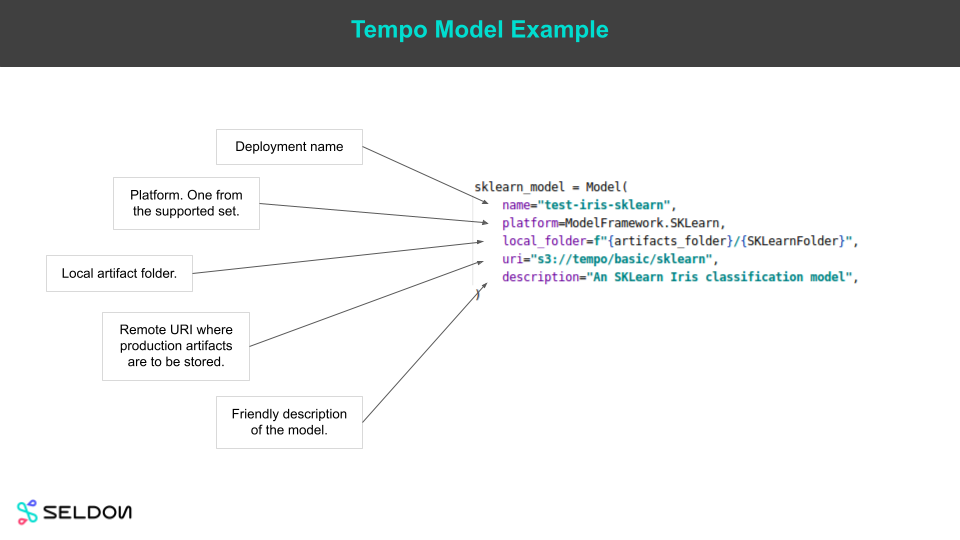 Tempo Model Example
Deployment name
Platform. One from
the supported set.
Local artifact folder.
Remote URI where
production artifacts
are to be stored.
Friendly description
of the model.
sklearn_model = Model(
name="test-iris-sklearn",
platform=ModelFramework.SKLearn,
local_folder=f"{artifacts_folder}/{SKLearnFolder}",
uri="s3://tempo/basic/sklearn",
description="An SKLearn Iris classification model",
)
SELDON